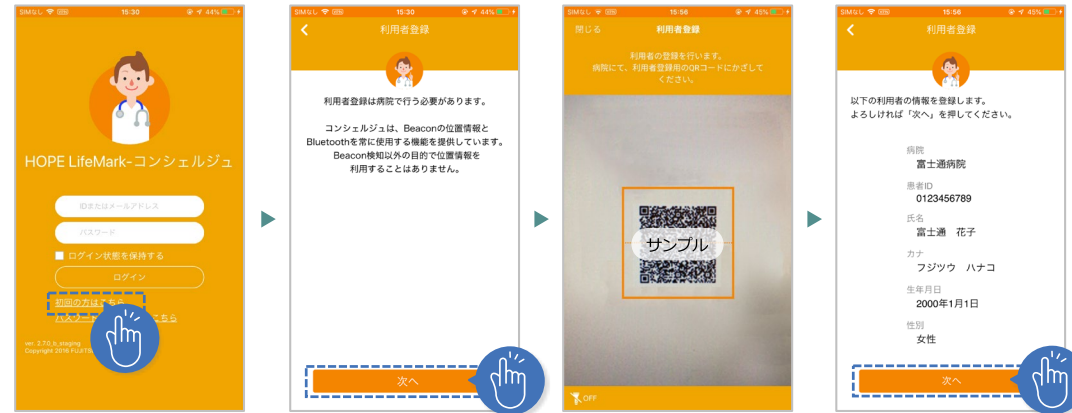 SIMなし 15:30 44%
HOPE LifeMark-コンシェルジュ
IDまたはメールアドレス
パスワード
ログイン状態を保持する
ログイン
初回の方はこちら
パスワード
こちら
ver. 2.7.0_b_staging
Copyright 2016 FUJITS
SIMなし 15:30 44%
利用者登録
利用者登録は病院で行う必要があります。
コンシェルジュは、Beaconの位置情報と
Bluetoothを常に使用する機能を提供しています。
Beacon検知以外の目的で位置情報を
利用することはありません。
次へ
SIMなし 15:56 45%
閉じる 利用者登録
利用者の登録を行います。
病院にて、利用者登録用のQRコードにかざして
ください。
サンプル
OFF
SIMなし 15:56 45%
利用者登録
以下の利用者の情報を登録します。
よろしければ「次へ」を押してください。
病院
富士通病院
患者ID
0123456789
氏名
富士通 花子
カナ
フジツウ ハナコ
生年月日
2000年1月1日
性別
女性
次へ